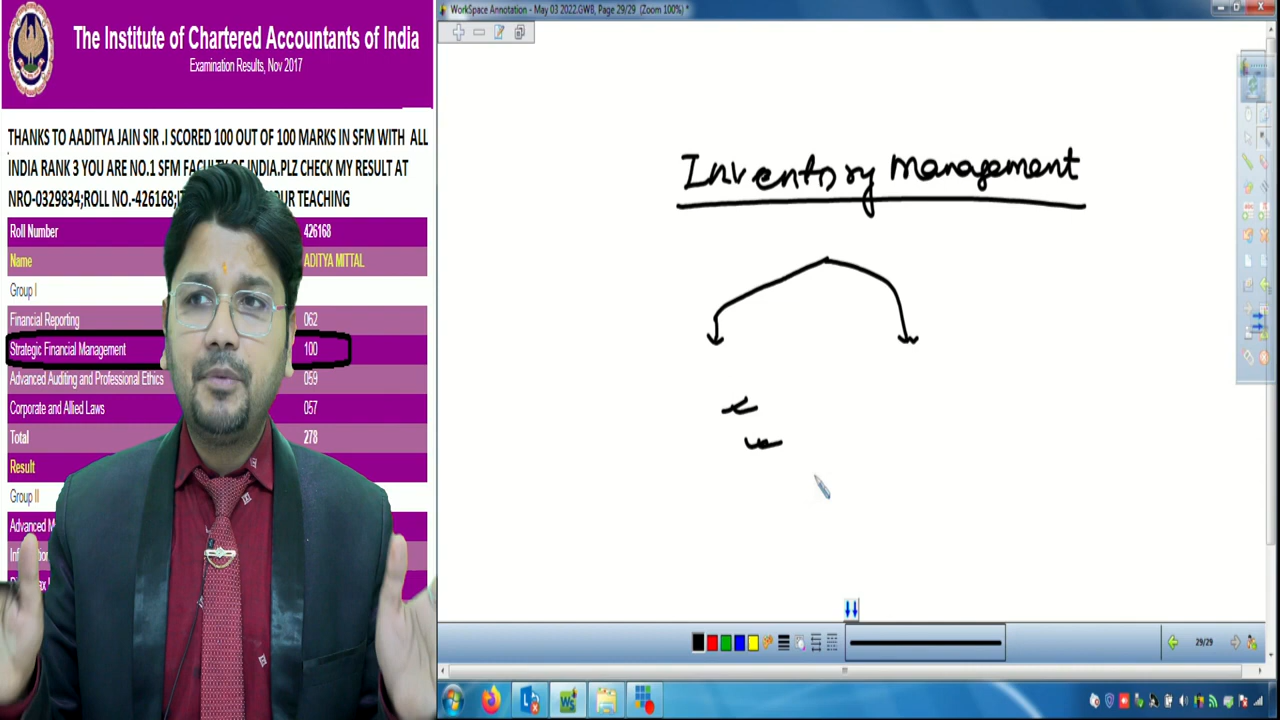 The Institute of Chartered Accountants of India
Examination Results, Nov 2017
THANKS TO AADITYA JAIN SIR .I SCORED 100 OUT OF 100 MARKS IN SFM WITH ALL
INDIA RANK 3 YOU ARE NO.1 SFM FACULTY OF INDIA.PLZ CHECK MY RESULT AT
NRO-0329834;ROLL NO.-426168; TEACHING
Roll Number 426168
Name ADITYA MITTAL
Group I
Financial Reporting 062
Strategic Financial Management 100
Advanced Auditing and Professional Ethics 059
Corporate and Allied Laws 057
Total 278
Result
Group II
Advanced
WorkSpace Annotation - May 03 2022.GWB, Page 29/29 (Zoom 100%) *
Inventory Management
29/29